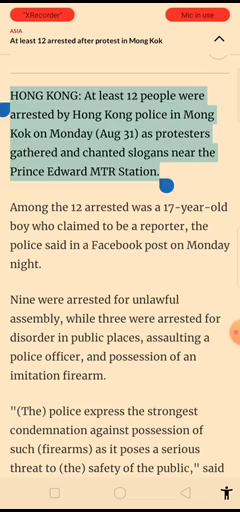 "XRecorder"
Mic in use
ASIA
At least 12 arrested after protest in Mong Kok
HONG KONG: At least 12 people were
arrested by Hong Kong police in Mong
Kok on Monday (Aug 31) as protesters
gathered and chanted slogans near the
Prince Edward MTR Station.
Among the 12 arrested was a 17-year-old
boy who claimed to be a reporter, the
police said in a Facebook post on Monday
night.
Nine were arrested for unlawful
assembly, while three were arrested for
disorder in public places, assaulting a
police officer, and possession of an
imitation firearm.
"(The) police express the strongest
condemnation against possession of
such (firearms) as it poses a serious
threat to (the) safety of the public," said